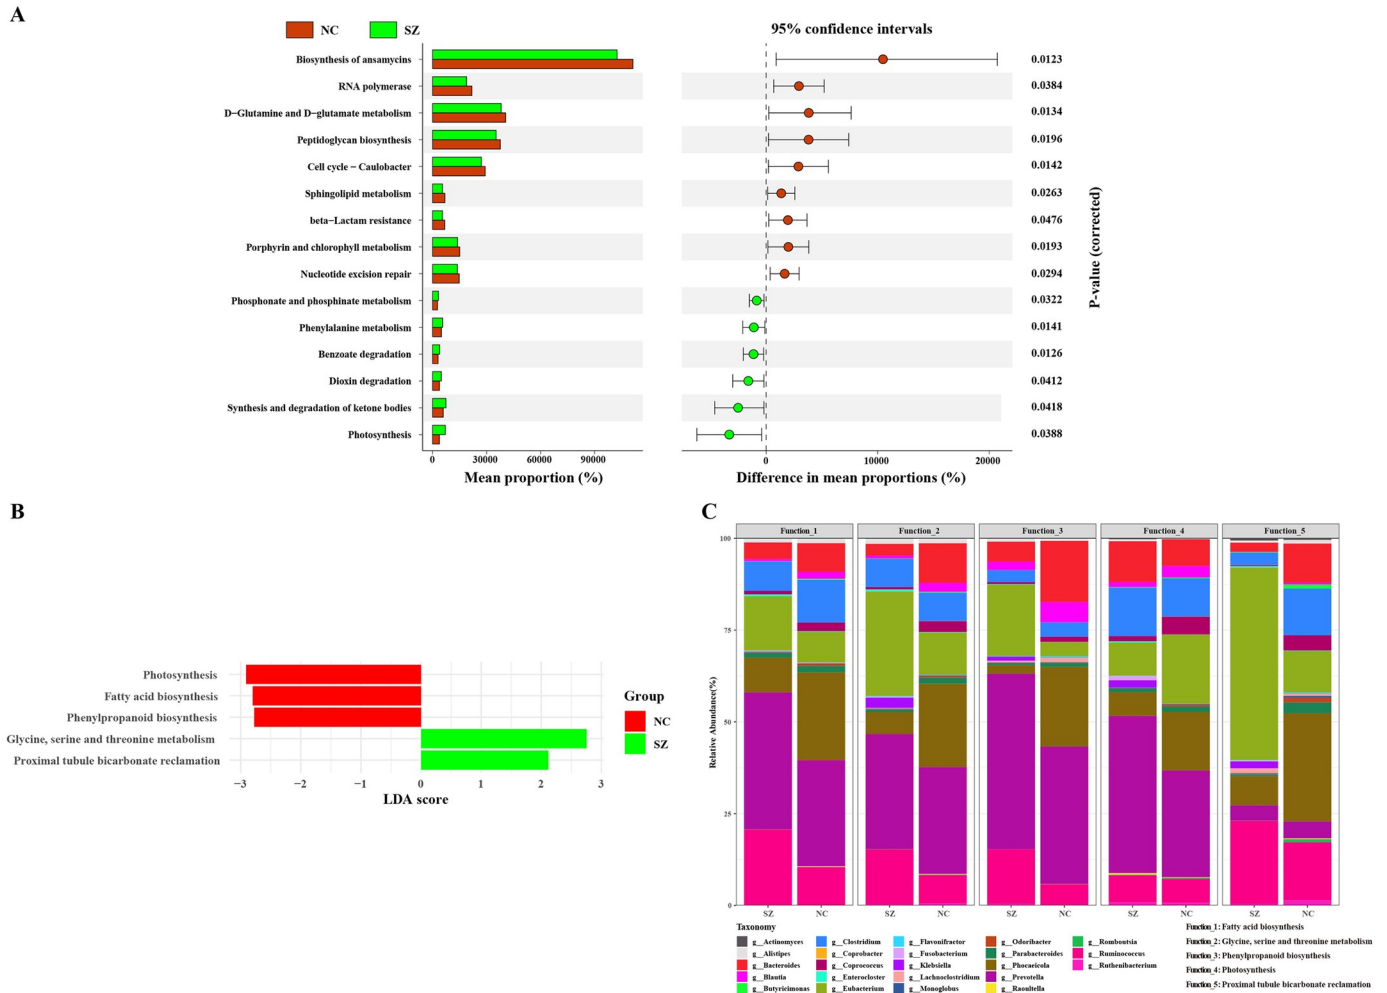 A
NC
SZ
95% confidence intervals
Biosynthesis of ansamycins
0.0123
RNA polymerase
0.0384
D−Glutamine and D−glutamate metabolism
0.0134
Peptidoglycan biosynthesis
0.0196
Cell cycle − Caulobacter
0.0142
Sphingolipid metabolism
0.0263
beta−Lactam resistance
0.0476
Porphyrin and chlorophyll metabolism
0.0193
Nucleotide excision repair
0.0294
Phosphonate and phosphinate metabolism
0.0322
Phenylalanine metabolism
0.0141
Benzoate degradation
0.0126
Dioxin degradation
0.0412
Synthesis and degradation of ketone bodies
0.0418
Photosynthesis
0.0388
P-value (corrected)
0 30000 60000 90000
0 10000 20000
Mean proportion (%)
Difference in mean proportions (%)
B
Photosynthesis
Fatty acid biosynthesis
Phenylpropanoid biosynthesis
Glycine, serine and threonine metabolism
Proximal tubule bicarbonate reclamation
−3 −2 −1 0 1 2 3
LDA score
Group
NC
SZ
C
Function_1 Function_2 Function_3 Function_4 Function_5
100
75
50
25
0
Relative Abundance(%)
SZ NC SZ NC SZ NC SZ NC SZ NC
Taxonomy
g__Actinomyces
g__Alistipes
g__Bacteroides
g__Blautia
g__Butyricimonas
g__Clostridium
g__Coprobacter
g__Coprococcus
g__Enterocloster
g__Eubacterium
g__Flavonifractor
g__Fusobacterium
g__Klebsiella
g__Lachnoclostridium
g__Monoglobus
g__Odoribacter
g__Parabacteroides
g__Phocaeicola
g__Prevotella
g__Raoultella
g__Romboutsia
g__Ruminococcus
g__Ruthenibacterium
Function_1: Fatty acid biosynthesis
Function_2: Glycine, serine and threonine metabolism
Function_3: Phenylpropanoid biosynthesis
Function_4: Photosynthesis
Function_5: Proximal tubule bicarbonate reclamation